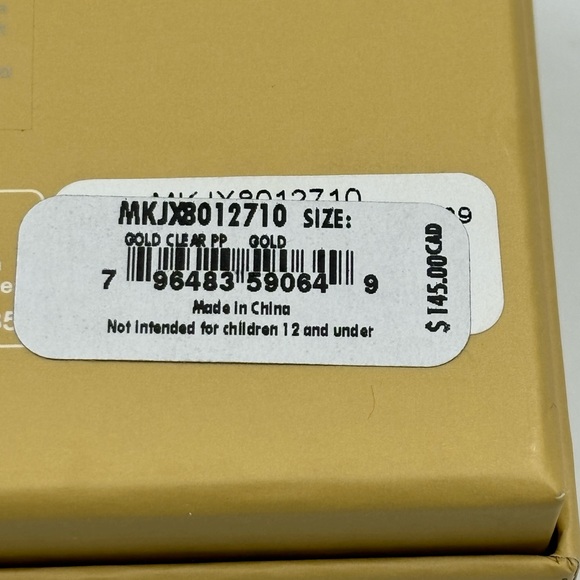 MKJX8012710
09
MKJX8012710 SIZE:
GOLD CLEAR PP GOLD
7 96483 59064 9
Made in China
Not intended for children 12 and under
$145.00CAD